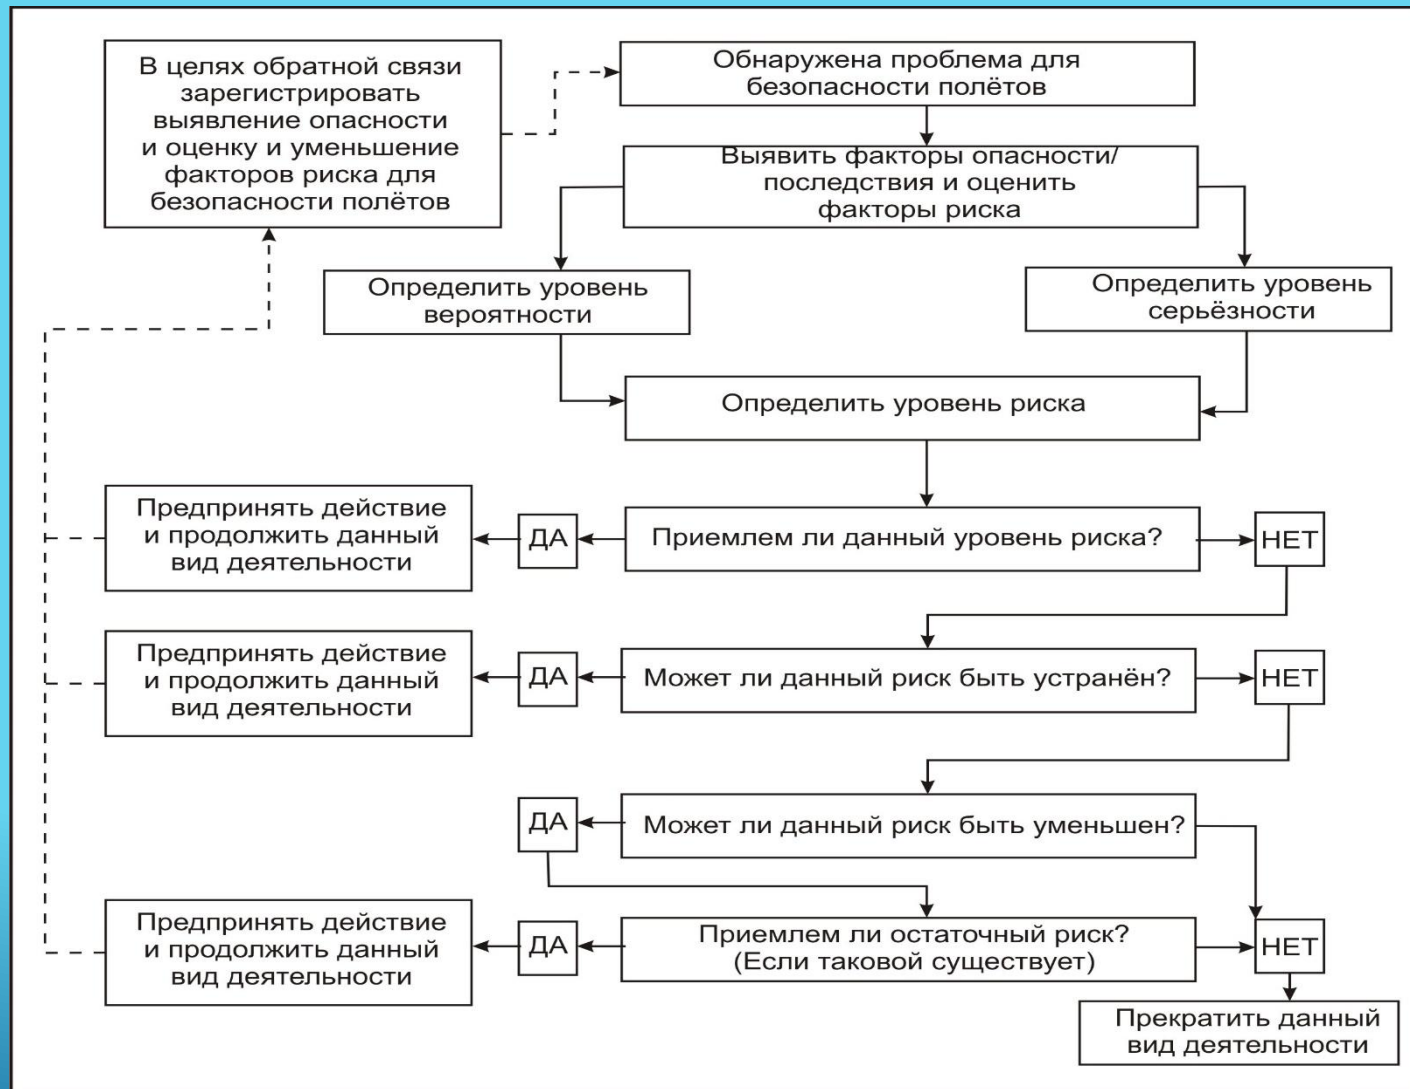 В целях обратной связи
зарегистрировать
выявление опасности
и оценку и уменьшение
факторов риска для
безопасности полётов
Обнаружена проблема для
безопасности полётов
Выявить факторы опасности/
последствия и оценить
факторы риска
Определить уровень
вероятности
Определить уровень
серьёзности
Определить уровень риска
Предпринять действие
и продолжить данный
вид деятельности
ДА
Приемлем ли данный уровень риска?
НЕТ
Предпринять действие
и продолжить данный
вид деятельности
ДА
Может ли данный риск быть устранён?
НЕТ
ДА
Может ли данный риск быть уменьшен?
Предпринять действие
и продолжить данный
вид деятельности
ДА
Приемлем ли остаточный риск?
(Если таковой существует)
НЕТ
Прекратить данный
вид деятельности